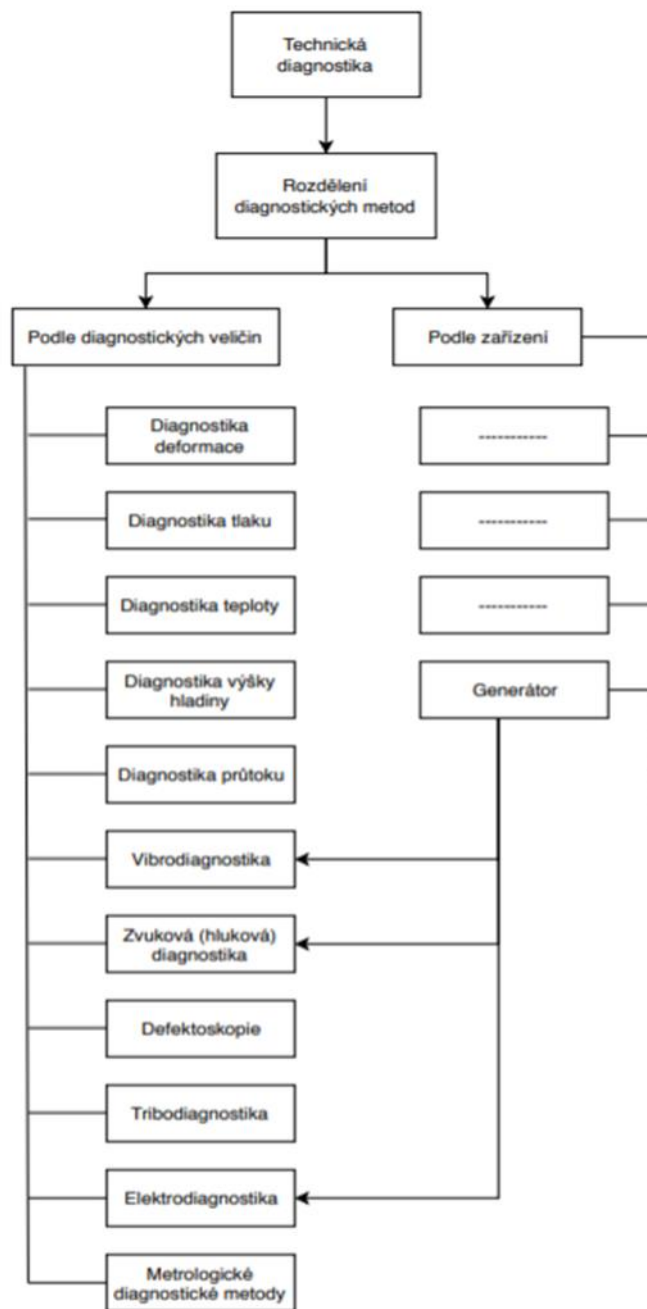 Technická
diagnostika
Rozdělení
diagnostických metod
Podle diagnostických veličin
Podle zařízení
Diagnostika
deformace
-----------
Diagnostika tlaku
-----------
Diagnostika teploty
-----------
Diagnostika výšky
hladiny
Generátor
Diagnostika průtoku
Vibrodiagnostika
Zvuková (hluková)
diagnostika
Defektoskopie
Tribodiagnostika
Elektrodiagnostika
Metrologické
diagnostické metody